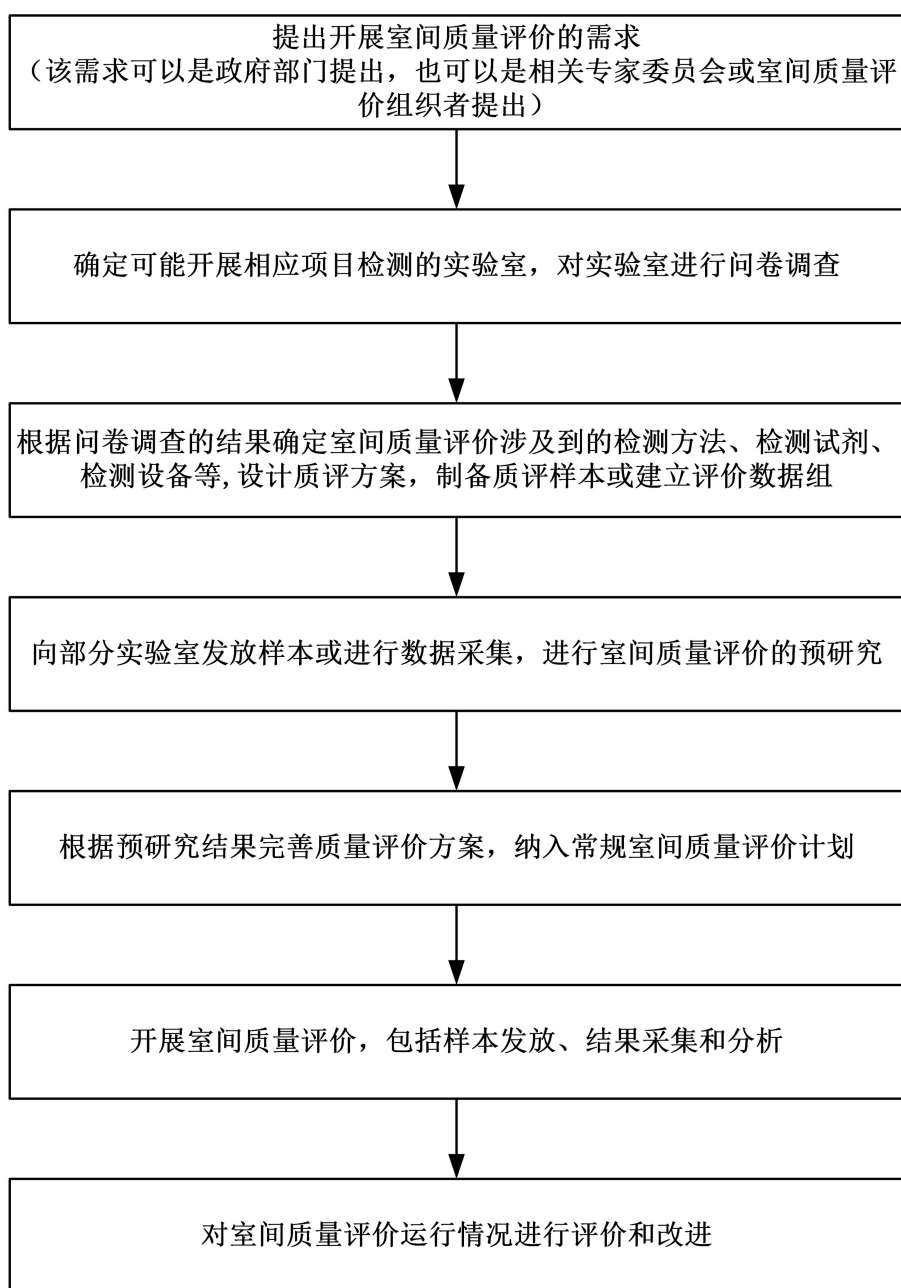 提出开展室间质量评价的需求
（该需求可以是政府部门提出，也可以是相关专家委员会或室间质量评
价组织者提出）
确定可能开展相应项目检测的实验室，对实验室进行问卷调查
根据问卷调查的结果确定室间质量评价涉及到的检测方法、检测试剂、
检测设备等,设计质评方案，制备质评样本或建立评价数据组
向部分实验室发放样本或进行数据采集，进行室间质量评价的预研究
根据预研究结果完善质量评价方案，纳入常规室间质量评价计划
开展室间质量评价，包括样本发放、结果采集和分析
对室间质量评价运行情况进行评价和改进